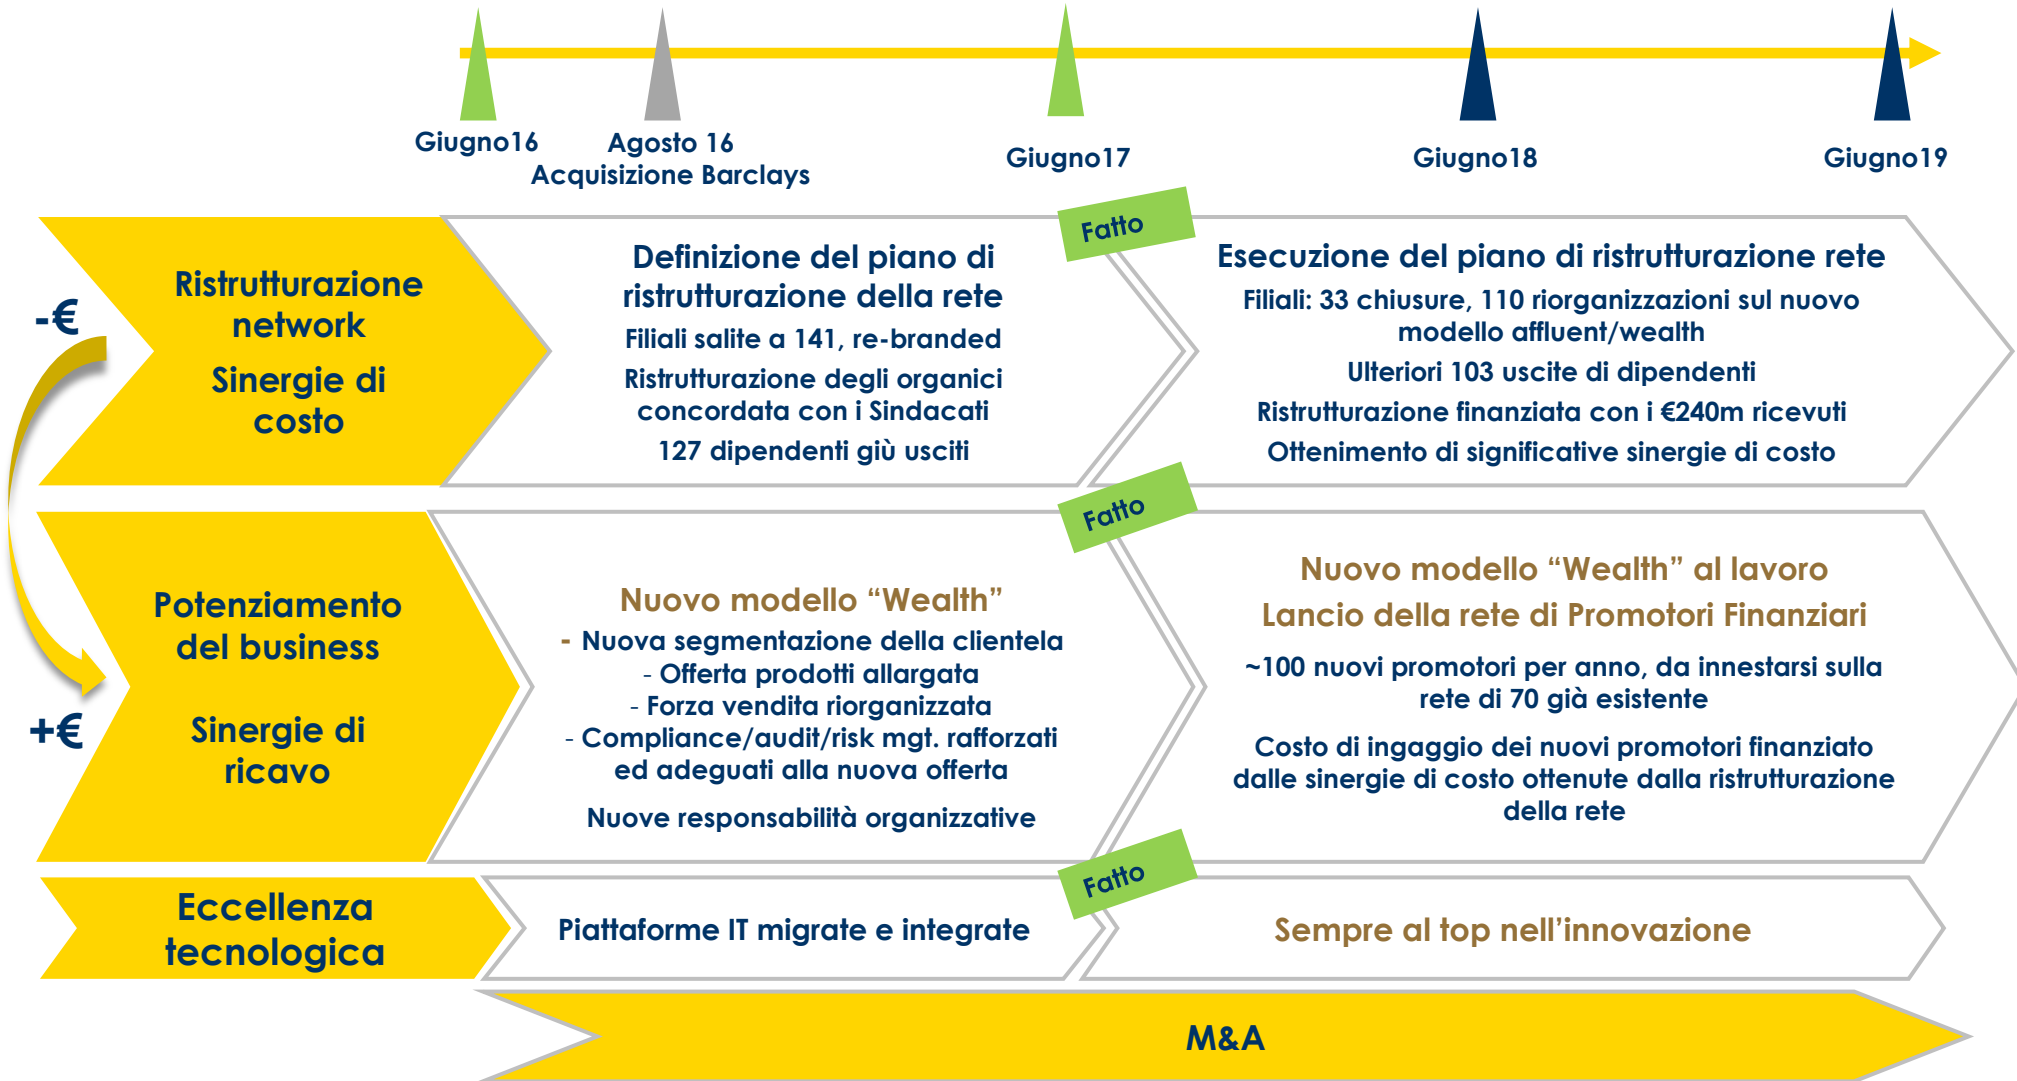 Giugno16
Agosto 16
Acquisizione Barclays
Giugno17
Giugno18
Giugno19
-€
Ristrutturazione
network
Sinergie di
costo
Definizione del piano di
ristrutturazione della rete
Filiali salite a 141, re-branded
Ristrutturazione degli organici
concordata con i Sindacati
127 dipendenti giù usciti
Fatto
Esecuzione del piano di ristrutturazione rete
Filiali: 33 chiusure, 110 riorganizzazioni sul nuovo
modello affluent/wealth
Ulteriori 103 uscite di dipendenti
Ristrutturazione finanziata con i €240m ricevuti
Ottenimento di significative sinergie di costo
+€
Potenziamento
del business
Sinergie di
ricavo
Nuovo modello “Wealth”
- Nuova segmentazione della clientela
- Offerta prodotti allargata
- Forza vendita riorganizzata
- Compliance/audit/risk mgt. rafforzati
ed adeguati alla nuova offerta
Nuove responsabilità organizzative
Fatto
Nuovo modello “Wealth” al lavoro
Lancio della rete di Promotori Finanziari
~100 nuovi promotori per anno, da innestarsi sulla
rete di 70 già esistente
Costo di ingaggio dei nuovi promotori finanziato
dalle sinergie di costo ottenute dalla ristrutturazione
della rete
Eccellenza
tecnologica
Piattaforme IT migrate e integrate
Fatto
Sempre al top nell’innovazione
M&A